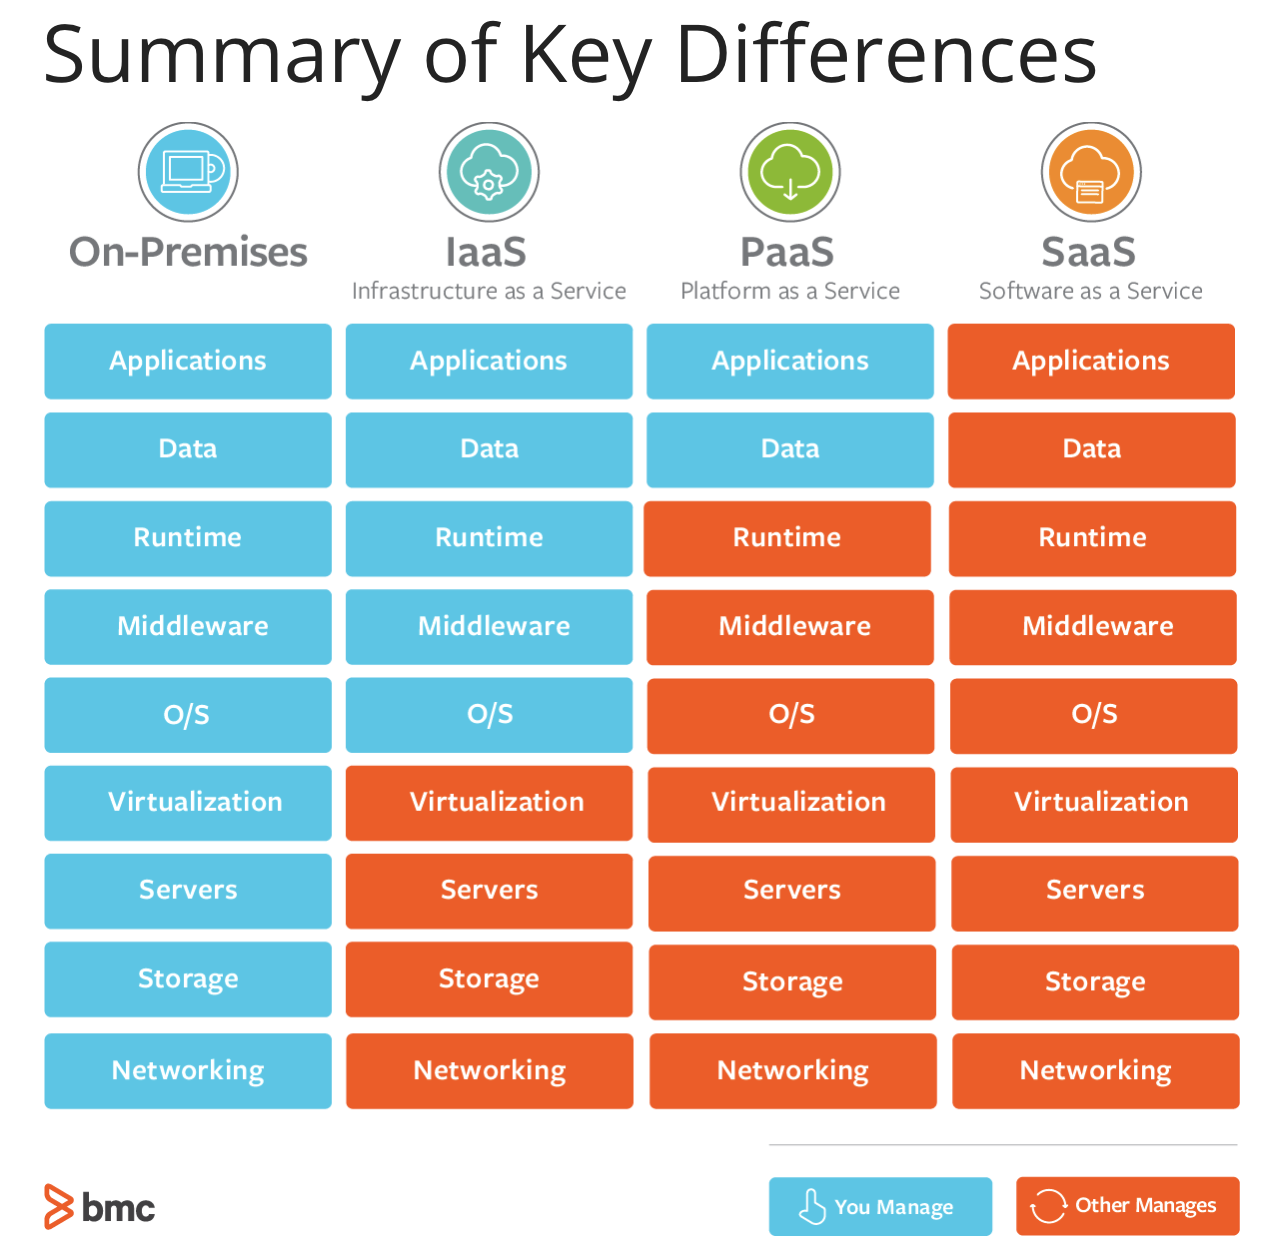 Summary of Key Differences
On-Premises IaaS PaaS SaaS
Infrastructure as a Service Platform as a Service Software as a Service
Applications Applications Applications Applications
Data Data Data Data
Runtime Runtime Runtime Runtime
Middleware Middleware Middleware Middleware
O/S O/S O/S O/S
Virtualization Virtualization Virtualization Virtualization
Servers Servers Servers Servers
Storage Storage Storage Storage
Networking Networking Networking Networking
bmc You Manage Other Manages